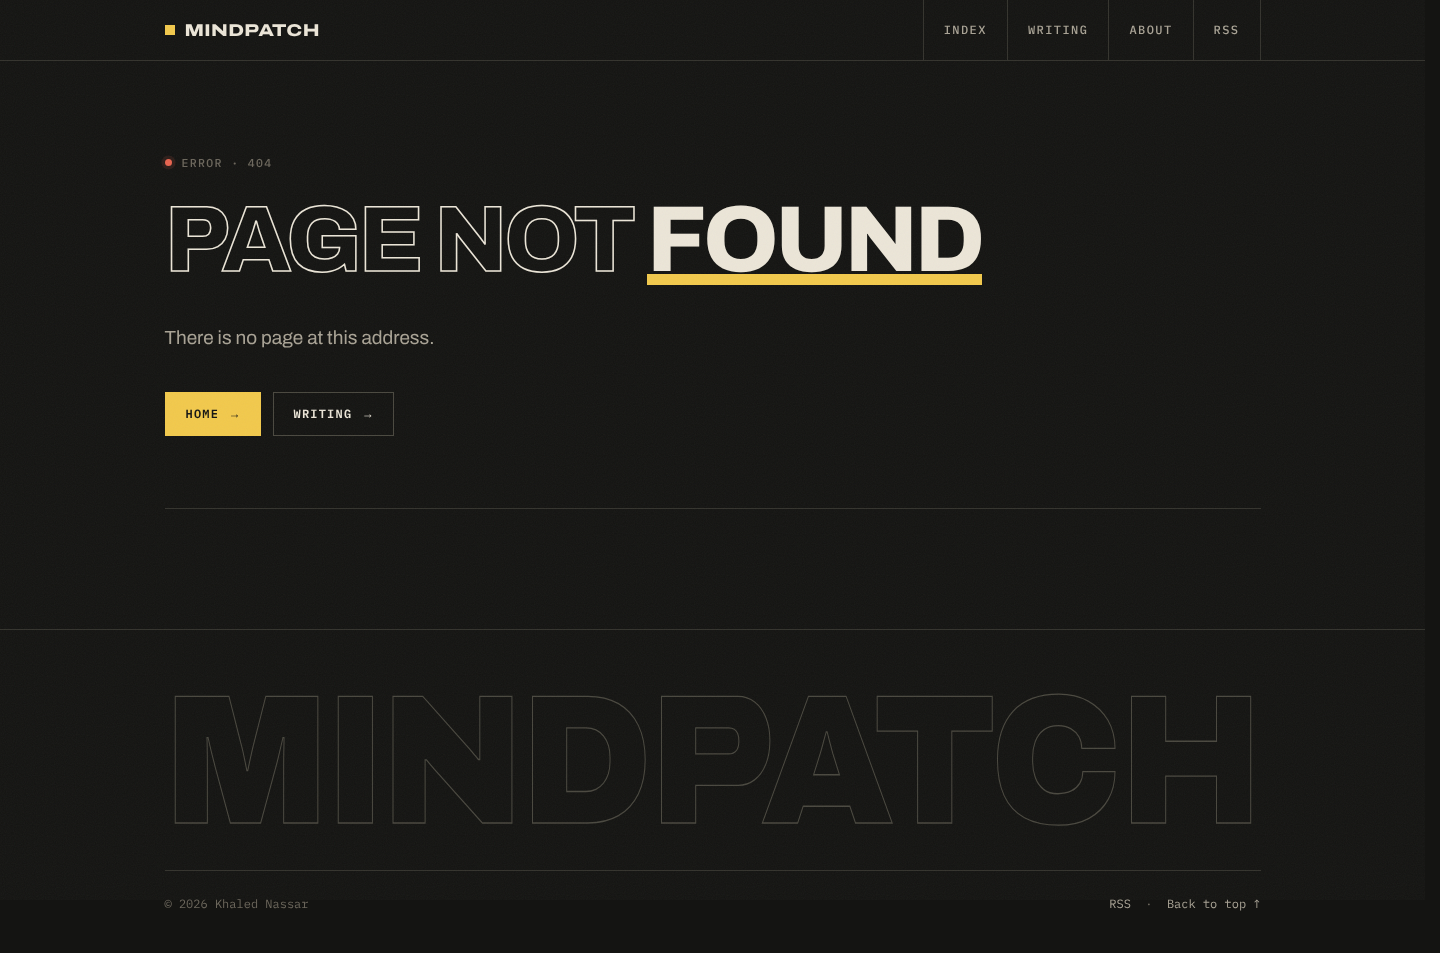 MINDPATCH
INDEX WRITING ABOUT RSS
ERROR · 404
PAGE NOT FOUND
There is no page at this address.
HOME → WRITING →
MINDPATCH
© 2026 Khaled Nassar RSS · Back to top ↑